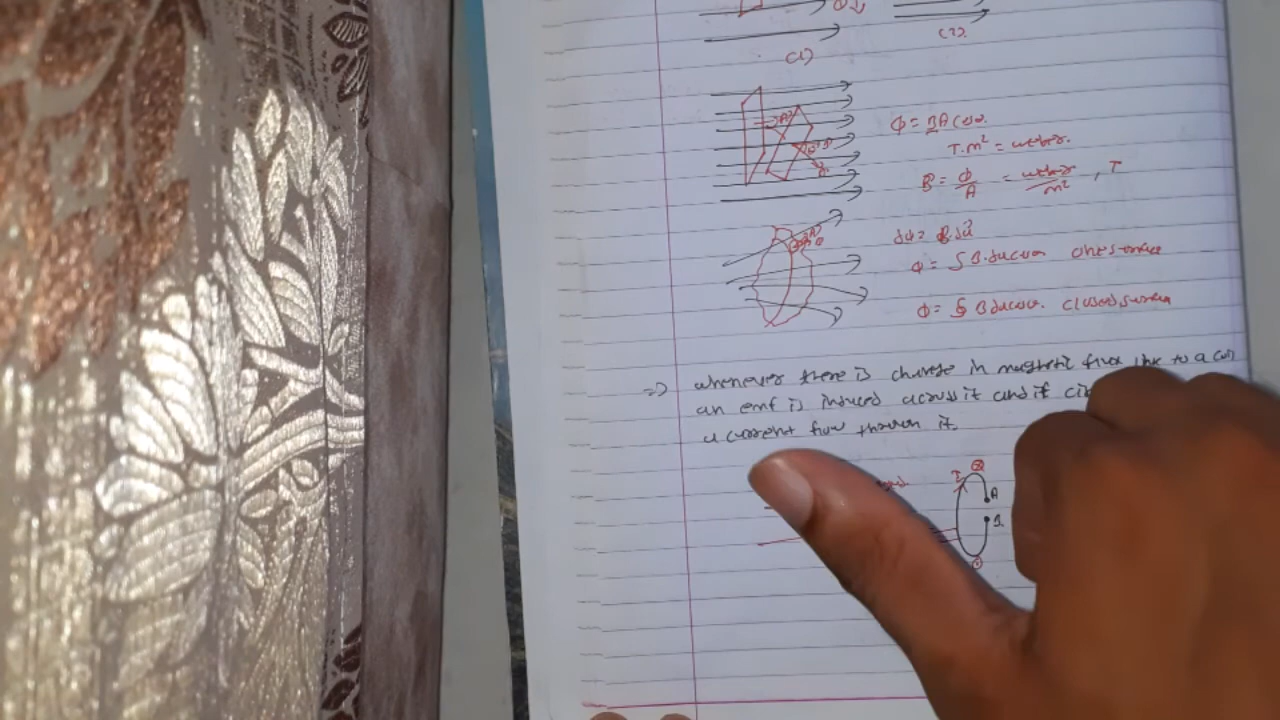 (1)
(2)
Φ = BA cosθ.
T.m² = weber.
B = Φ/A = weber/m² , T
dφ = B.dA
Φ = ∫ B.dA cosθ open surface
Φ = ∮ B dA cosθ. closed surface
=> whenever there is change in magnetic flux link to a coil
an emf is induced across it and if
a current flow through it
I
A
B